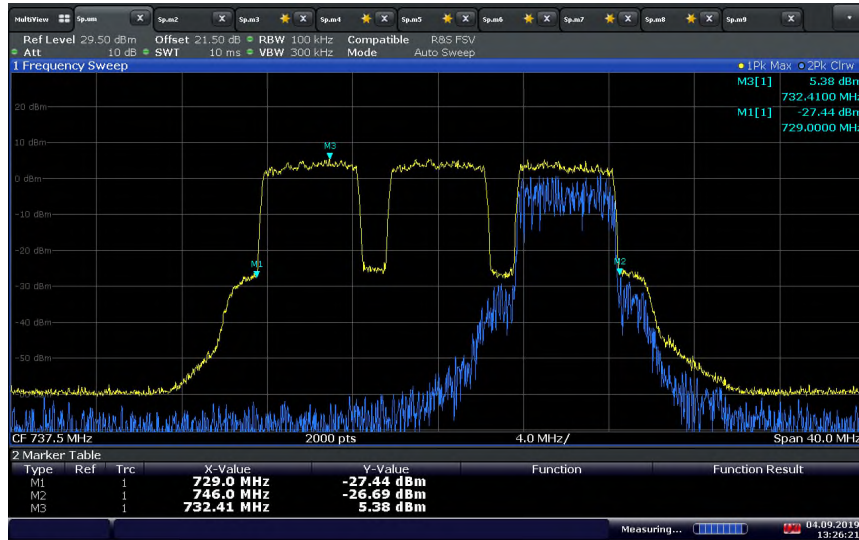 MultiView Sp.um X Sp.m2 X Sp.m3 X Sp.m4 X Sp.m5 X Sp.m6 X Sp.m7 X Sp.m8 X Sp.m9 X
Ref Level 29.50 dBm Offset 21.50 dB RBW 100 kHz Compatible R&S FSV
Att 10 dB SWT 10 ms VBW 300 kHz Mode Auto Sweep
1 Frequency Sweep 1Pk Max 2Pk Clrw
M3[1] 5.38 dBm
732.4100 MHz
M1[1] -27.44 dBm
729.0000 MHz
20 dBm
10 dBm
M3
0 dBm
-10 dBm
-20 dBm
M1 M2
-30 dBm
-40 dBm
-50 dBm
CF 737.5 MHz 2000 pts 4.0 MHz/ Span 40.0 MHz
2 Marker Table
Type Ref Trc X-Value Y-Value Function Function Result
M1 1 729.0 MHz -27.44 dBm
M2 1 746.0 MHz -26.69 dBm
M3 1 732.41 MHz 5.38 dBm
Measuring... 04.09.2019
13:26:21